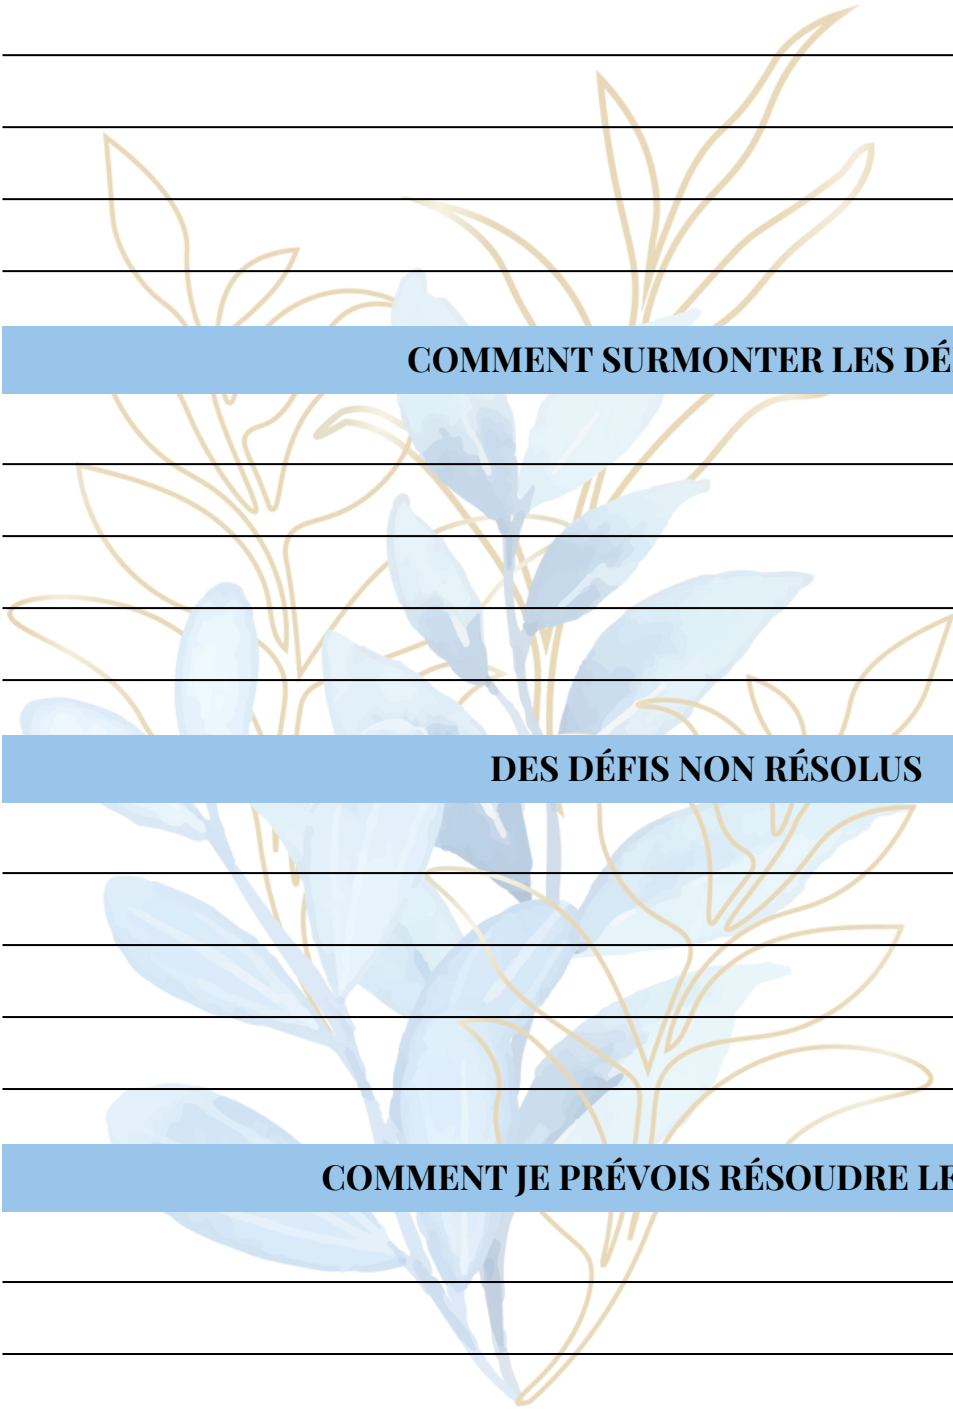 COMMENT SURMONTER LES DÉ
DES DÉFIS NON RÉSOLUS
COMMENT JE PRÉVOIS RÉSOUDRE LE